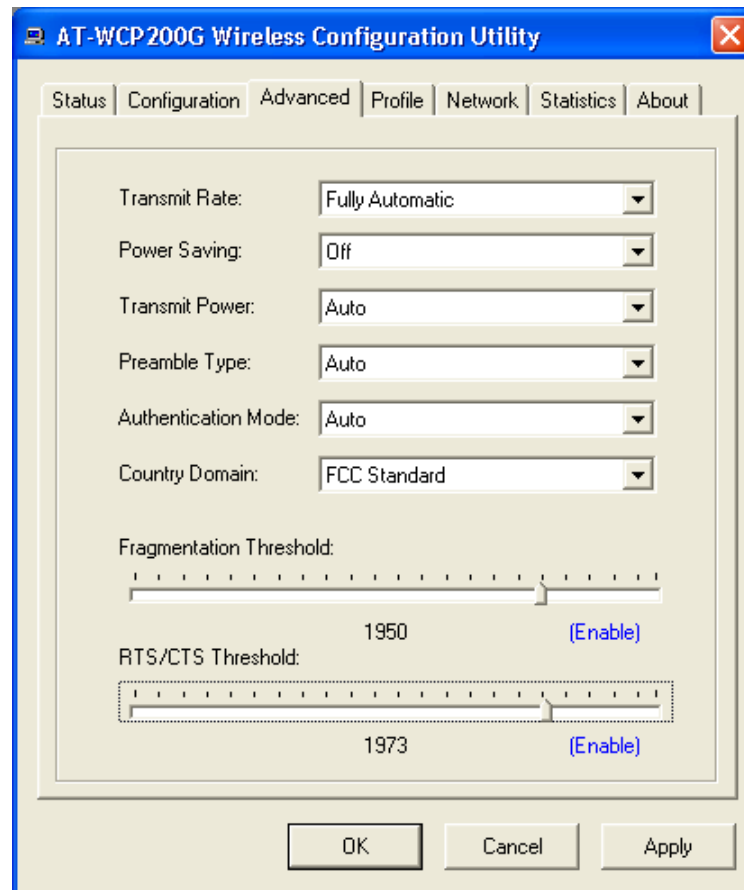 AT-WCP200G Wireless Configuration Utility
Status Configuration Advanced Profile Network Statistics About
Transmit Rate: Fully Automatic
Power Saving: Off
Transmit Power: Auto
Preamble Type: Auto
Authentication Mode: Auto
Country Domain: FCC Standard
Fragmentation Threshold:
1950 (Enable)
RTS/CTS Threshold:
1973 (Enable)
OK Cancel Apply